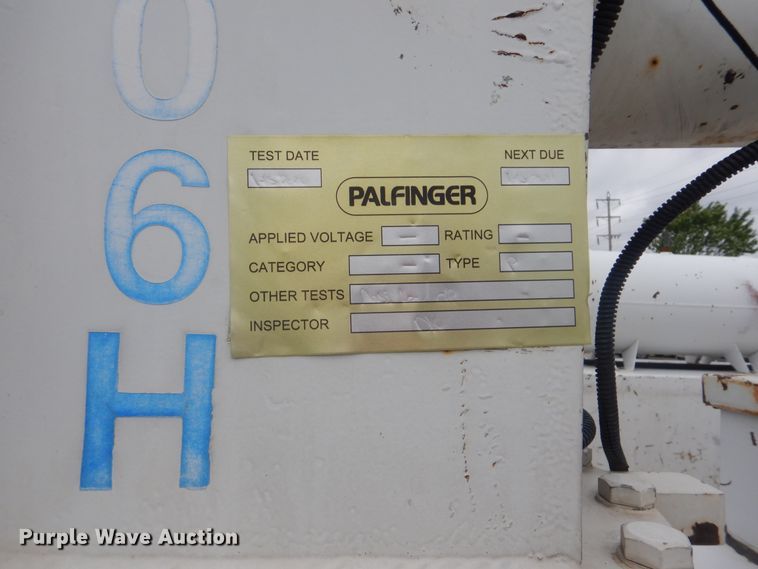 0
6
H
TEST DATE NEXT DUE
PALFINGER
APPLIED VOLTAGE - RATING -
CATEGORY - TYPE P
OTHER TESTS
INSPECTOR
Purple Wave Auction